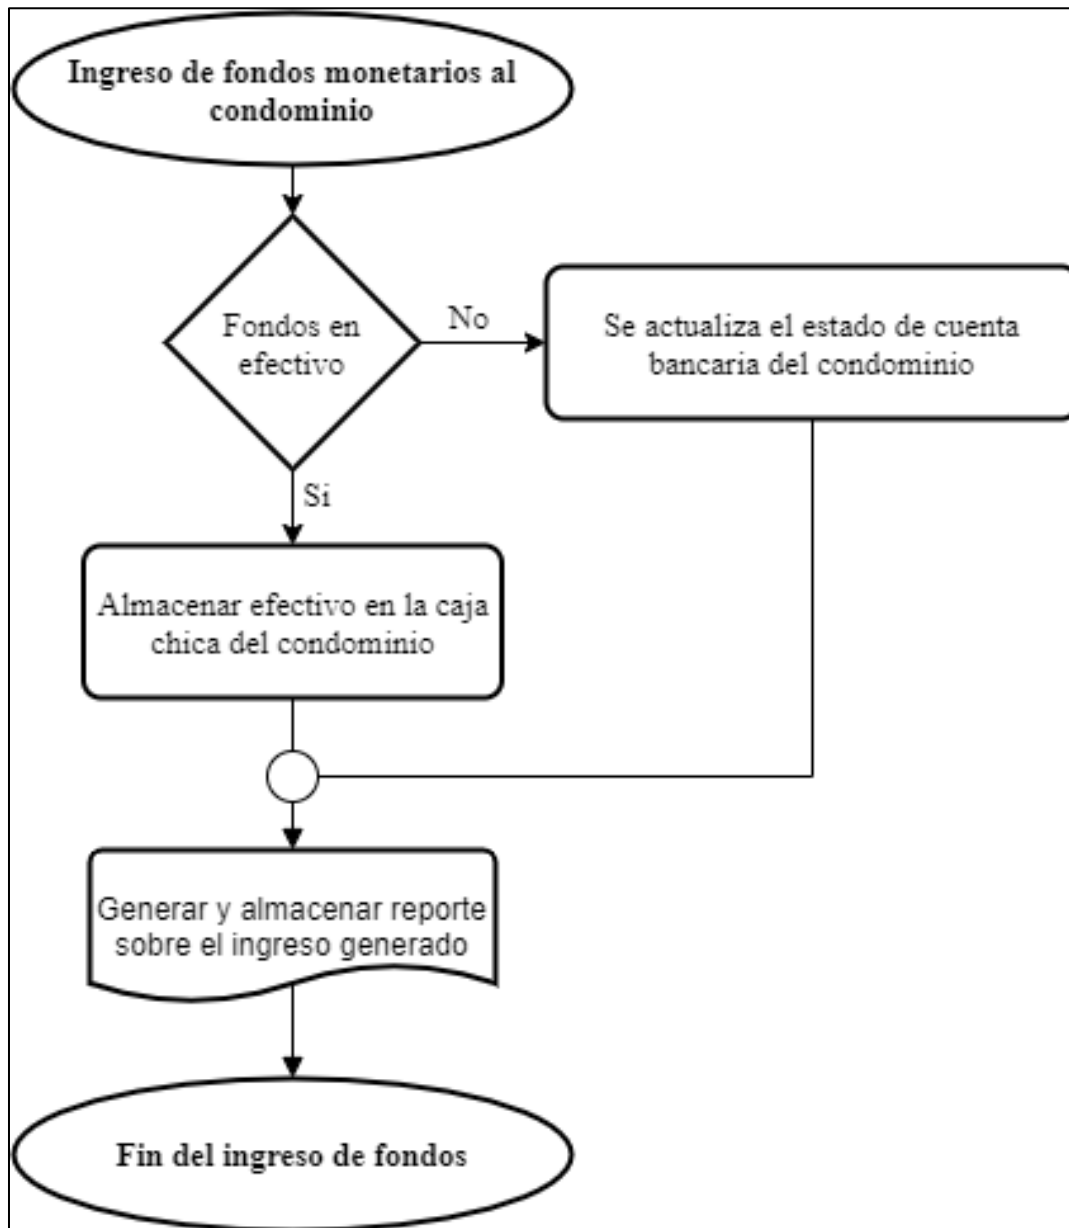 Ingreso de fondos monetarios al
condominio
Fondos en
efectivo
No
Se actualiza el estado de cuenta
bancaria del condominio
Si
Almacenar efectivo en la caja
chica del condominio
Generar y almacenar reporte
sobre el ingreso generado
Fin del ingreso de fondos